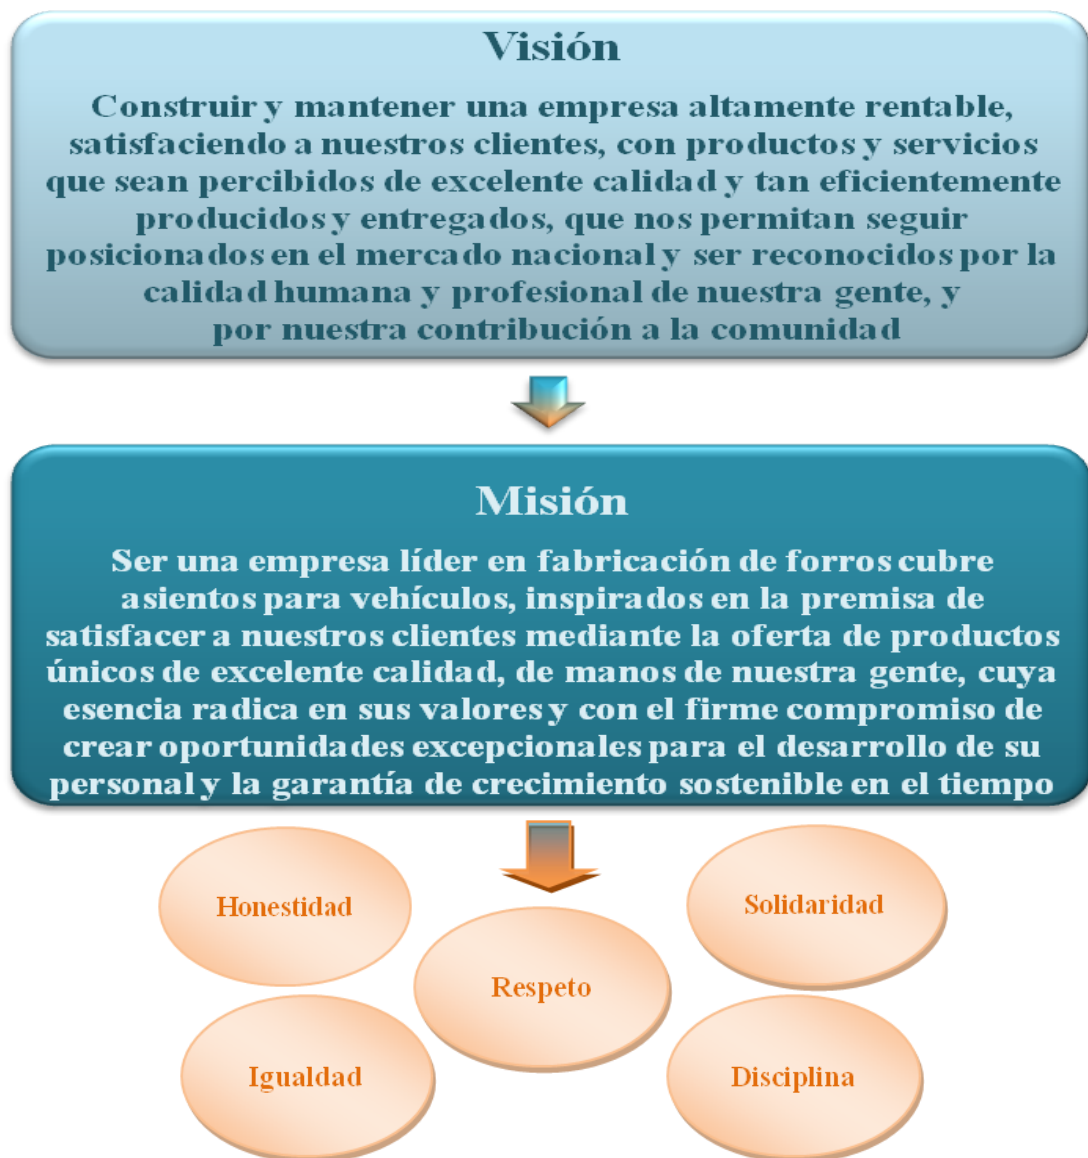 Visión
Construir y mantener una empresa altamente rentable,
satisfaciendo a nuestros clientes, con productos y servicios
que sean percibidos de excelente calidad y tan eficientemente
producidos y entregados, que nos permitan seguir
posicionados en el mercado nacional y ser reconocidos por la
calidad humana y profesional de nuestra gente, y
por nuestra contribución a la comunidad
Misión
Ser una empresa líder en fabricación de forros cubre
asientos para vehículos, inspirados en la premisa de
satisfacer a nuestros clientes mediante la oferta de productos
únicos de excelente calidad, de manos de nuestra gente, cuya
esencia radica en sus valores y con el firme compromiso de
crear oportunidades excepcionales para el desarrollo de su
personal y la garantía de crecimiento sostenible en el tiempo
Honestidad
Solidaridad
Respeto
Igualdad
Disciplina